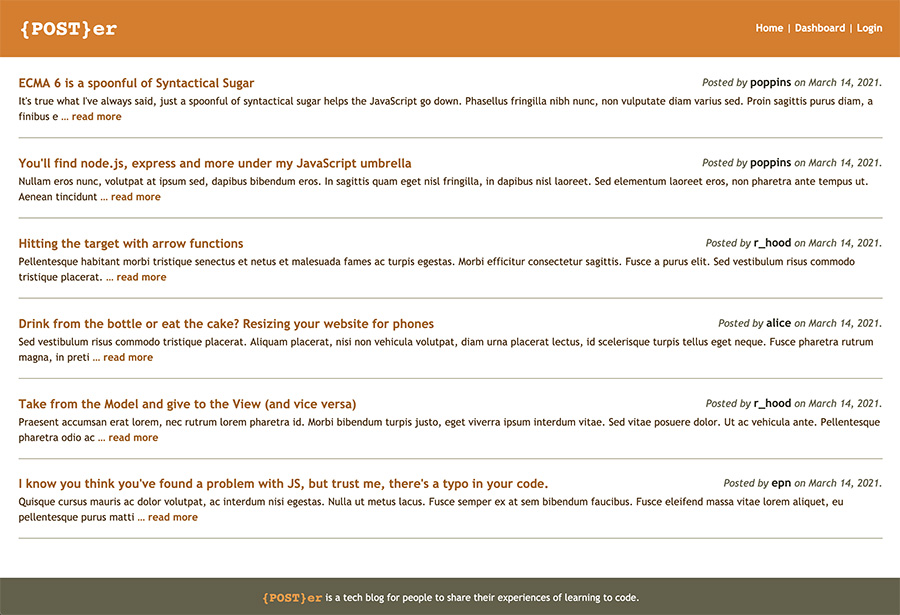 {POST}er
Home | Dashboard | Login
ECMA 6 is a spoonful of Syntactical Sugar
Posted by poppins on March 14, 2021.
It's true what I've always said, just a spoonful of syntactical sugar helps the JavaScript go down. Phasellus fringilla nibh nunc, non vulputate diam varius sed. Proin sagittis purus diam, a
finibus e … read more
You'll find node.js, express and more under my JavaScript umbrella
Posted by poppins on March 14, 2021.
Nullam eros nunc, volutpat at ipsum sed, dapibus bibendum eros. In sagittis quam eget nisl fringilla, in dapibus nisl laoreet. Sed elementum laoreet eros, non pharetra ante tempus ut.
Aenean tincidunt … read more
Hitting the target with arrow functions
Posted by r_hood on March 14, 2021.
Pellentesque habitant morbi tristique senectus et netus et malesuada fames ac turpis egestas. Morbi efficitur consectetur sagittis. Fusce a purus elit. Sed vestibulum risus commodo
tristique placerat. … read more
Drink from the bottle or eat the cake? Resizing your website for phones
Posted by alice on March 14, 2021.
Sed vestibulum risus commodo tristique placerat. Aliquam placerat, nisi non vehicula volutpat, diam urna placerat lectus, id scelerisque turpis tellus eget neque. Fusce pharetra rutrum
magna, in preti … read more
Take from the Model and give to the View (and vice versa)
Posted by r_hood on March 14, 2021.
Praesent accumsan erat lorem, nec rutrum lorem pharetra id. Morbi bibendum turpis justo, eget viverra ipsum interdum vitae. Sed vitae posuere dolor. Ut ac vehicula ante. Pellentesque
pharetra odio ac … read more
I know you think you've found a problem with JS, but trust me, there's a typo in your code.
Posted by epn on March 14, 2021.
Quisque cursus mauris ac dolor volutpat, ac interdum nisi egestas. Nulla ut metus lacus. Fusce semper ex at sem bibendum faucibus. Fusce eleifend massa vitae lorem aliquet, eu
pellentesque purus matti … read more
{POST}er is a tech blog for people to share their experiences of learning to code.